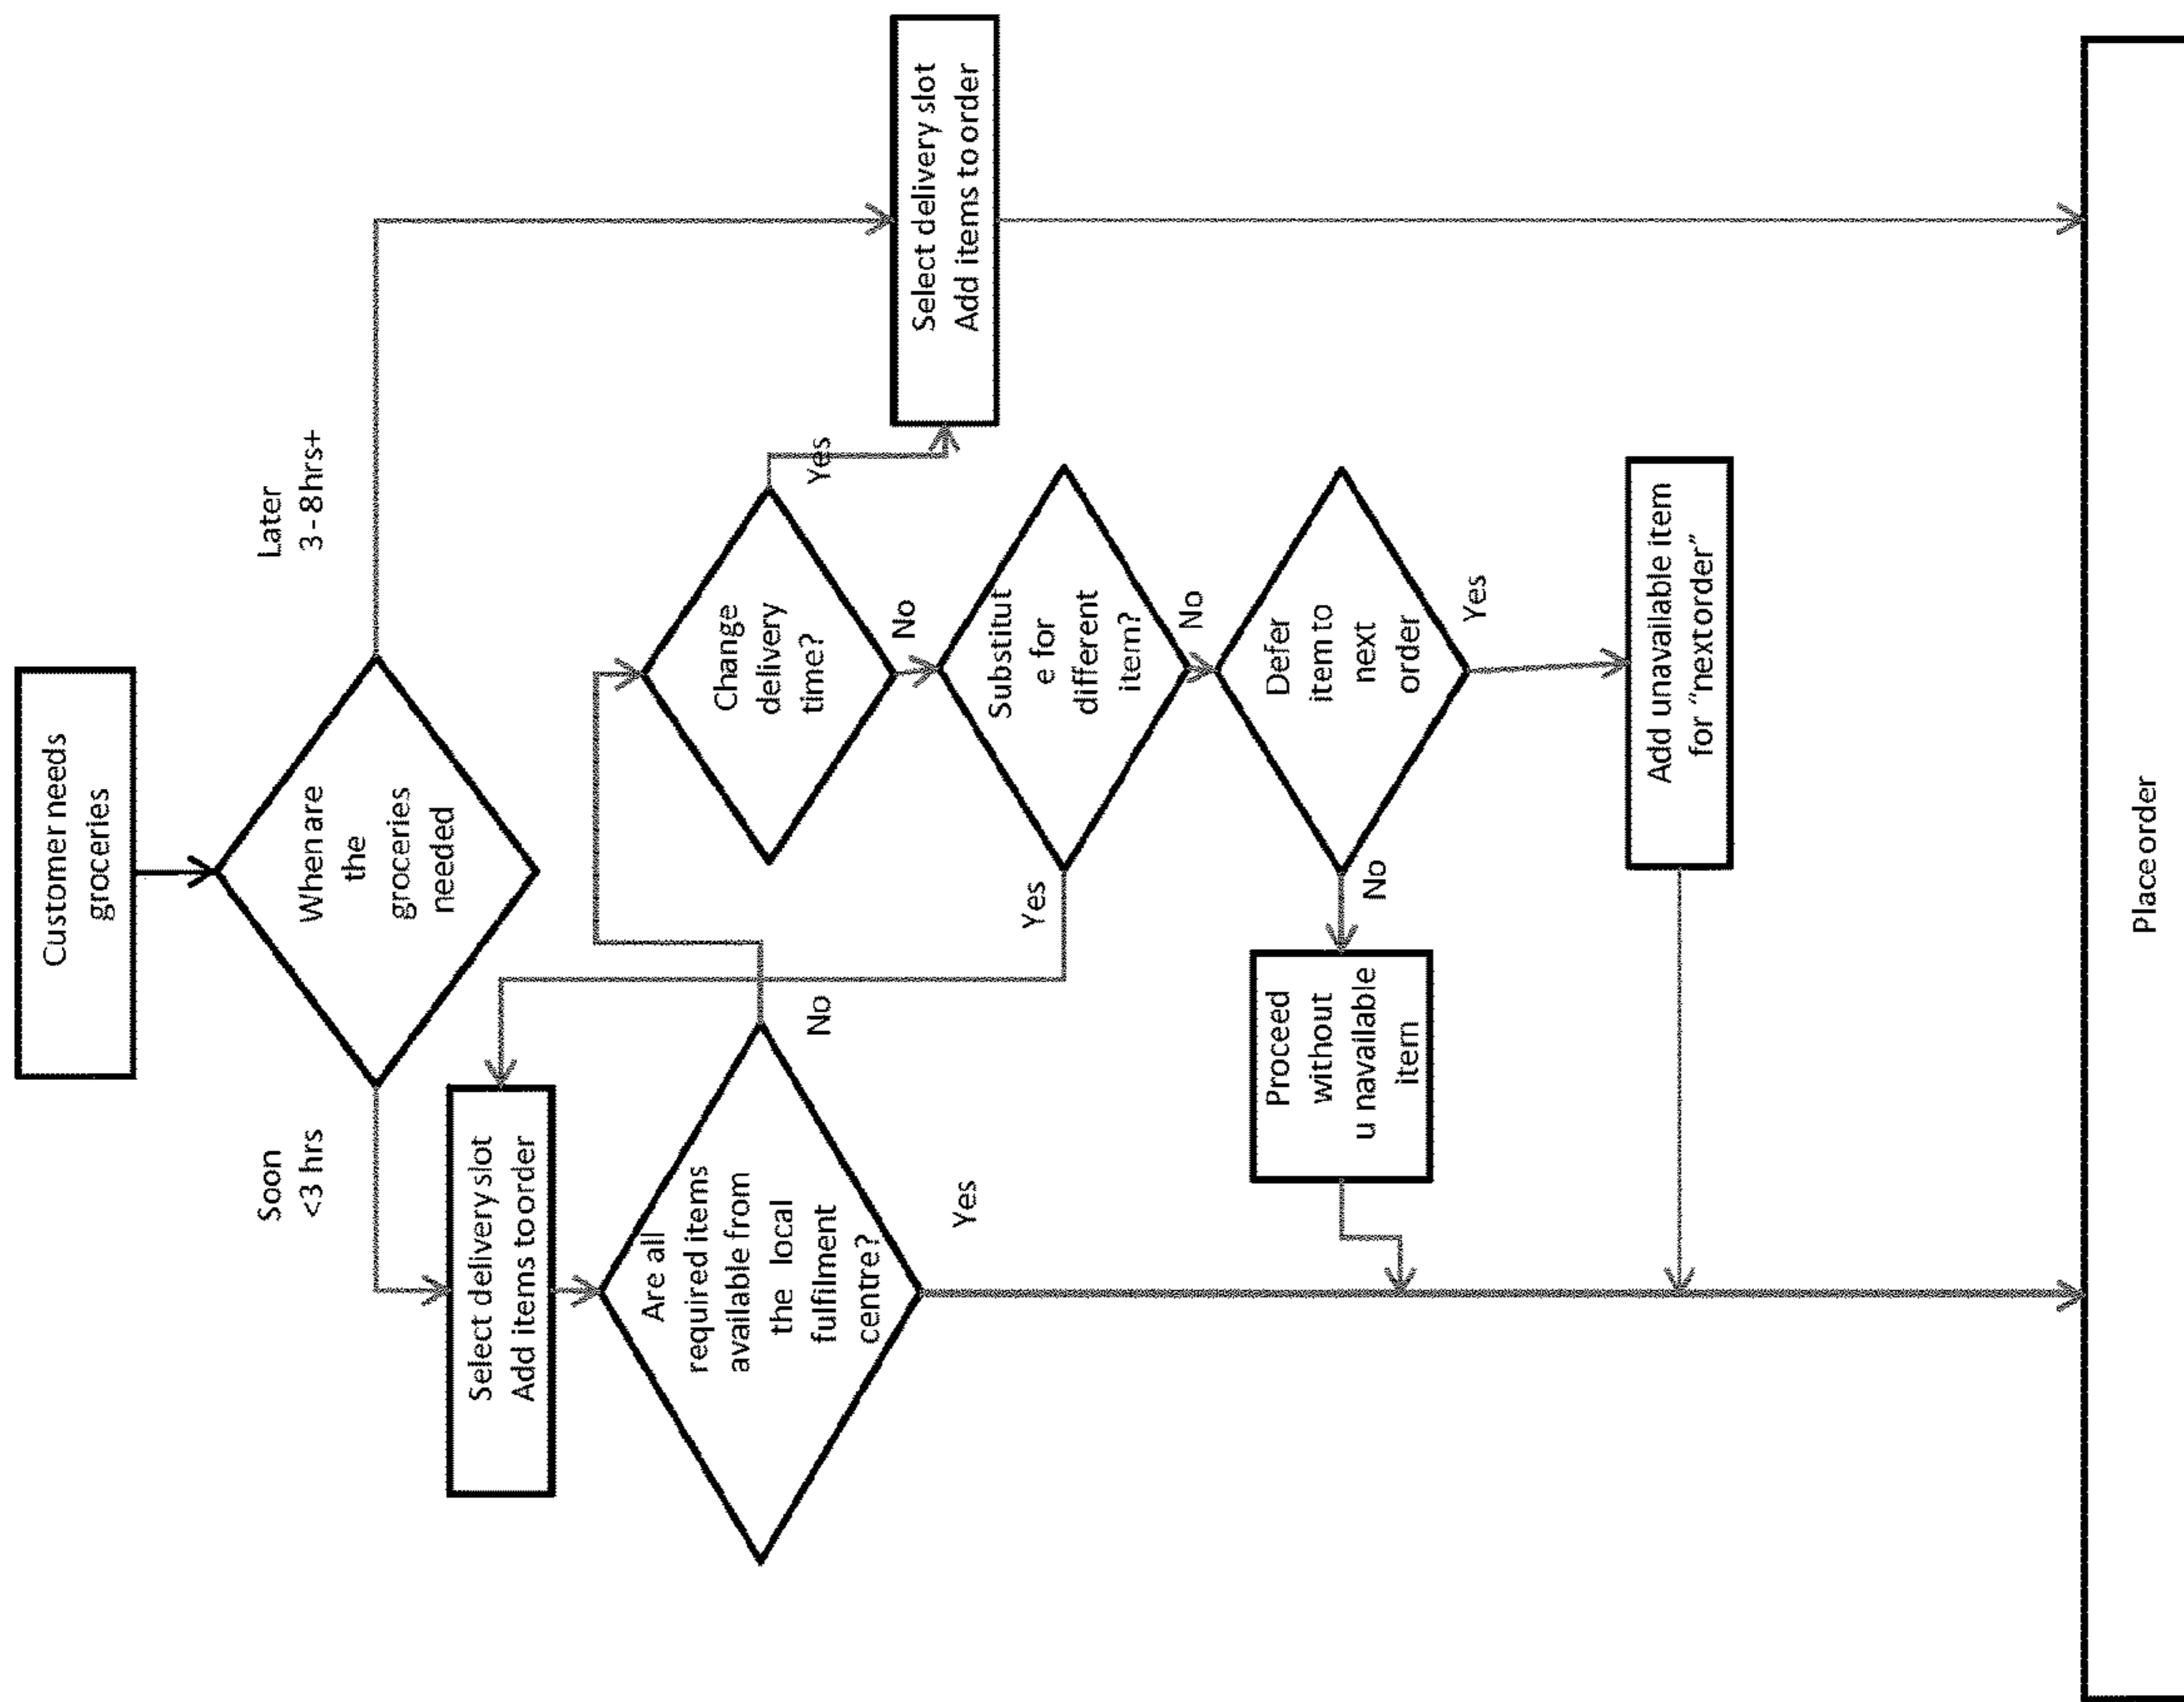 Customer needs
groceries
When are
the
groceries
needed
Soon
<3 hrs
Later
3 - 8hrs+
Select delivery slot
Add items to order
Are all
required items
available from
the local
fulfilment
centre?
No
Yes
Change
delivery
time?
Yes
No
Select delivery slot
Add items to order
Substitut
e for
different
item?
Yes
No
Defer
item to
next
order
No
Yes
Proceed
without
u navailable
item
Add unavailable item
for “nextorder”
Place order